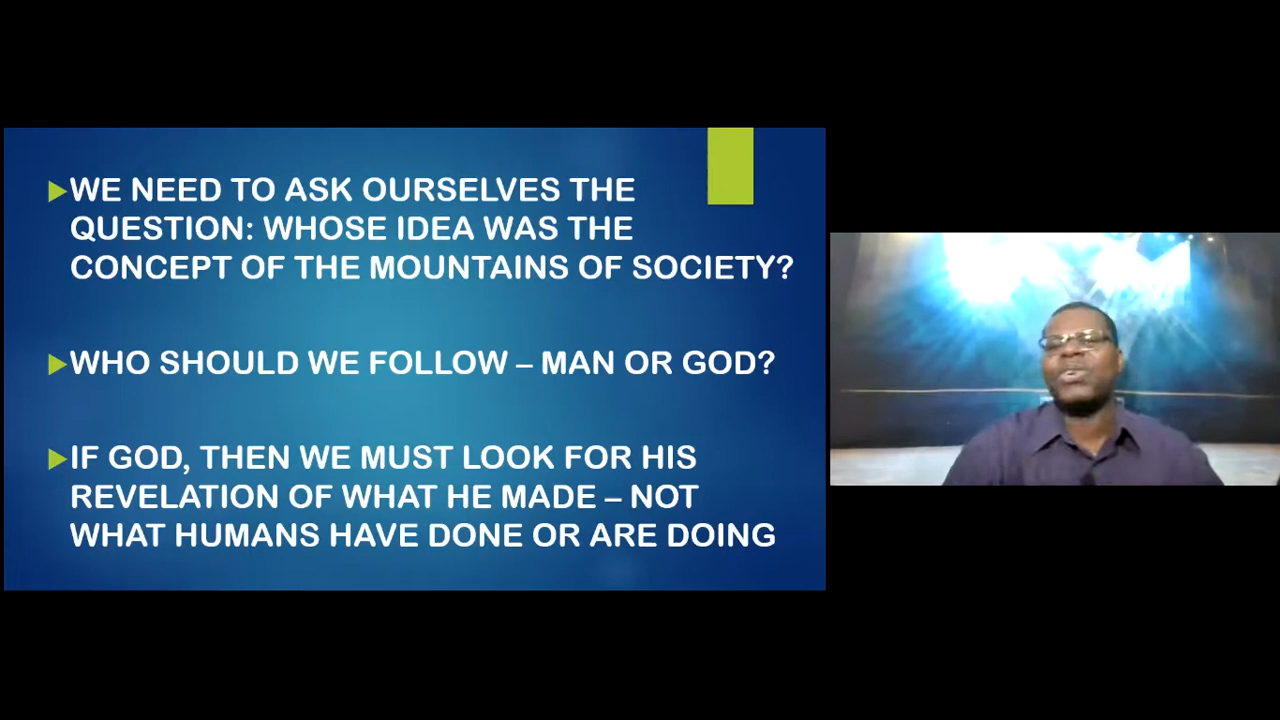 WE NEED TO ASK OURSELVES THE
QUESTION: WHOSE IDEA WAS THE
CONCEPT OF THE MOUNTAINS OF SOCIETY?
WHO SHOULD WE FOLLOW – MAN OR GOD?
IF GOD, THEN WE MUST LOOK FOR HIS
REVELATION OF WHAT HE MADE – NOT
WHAT HUMANS HAVE DONE OR ARE DOING